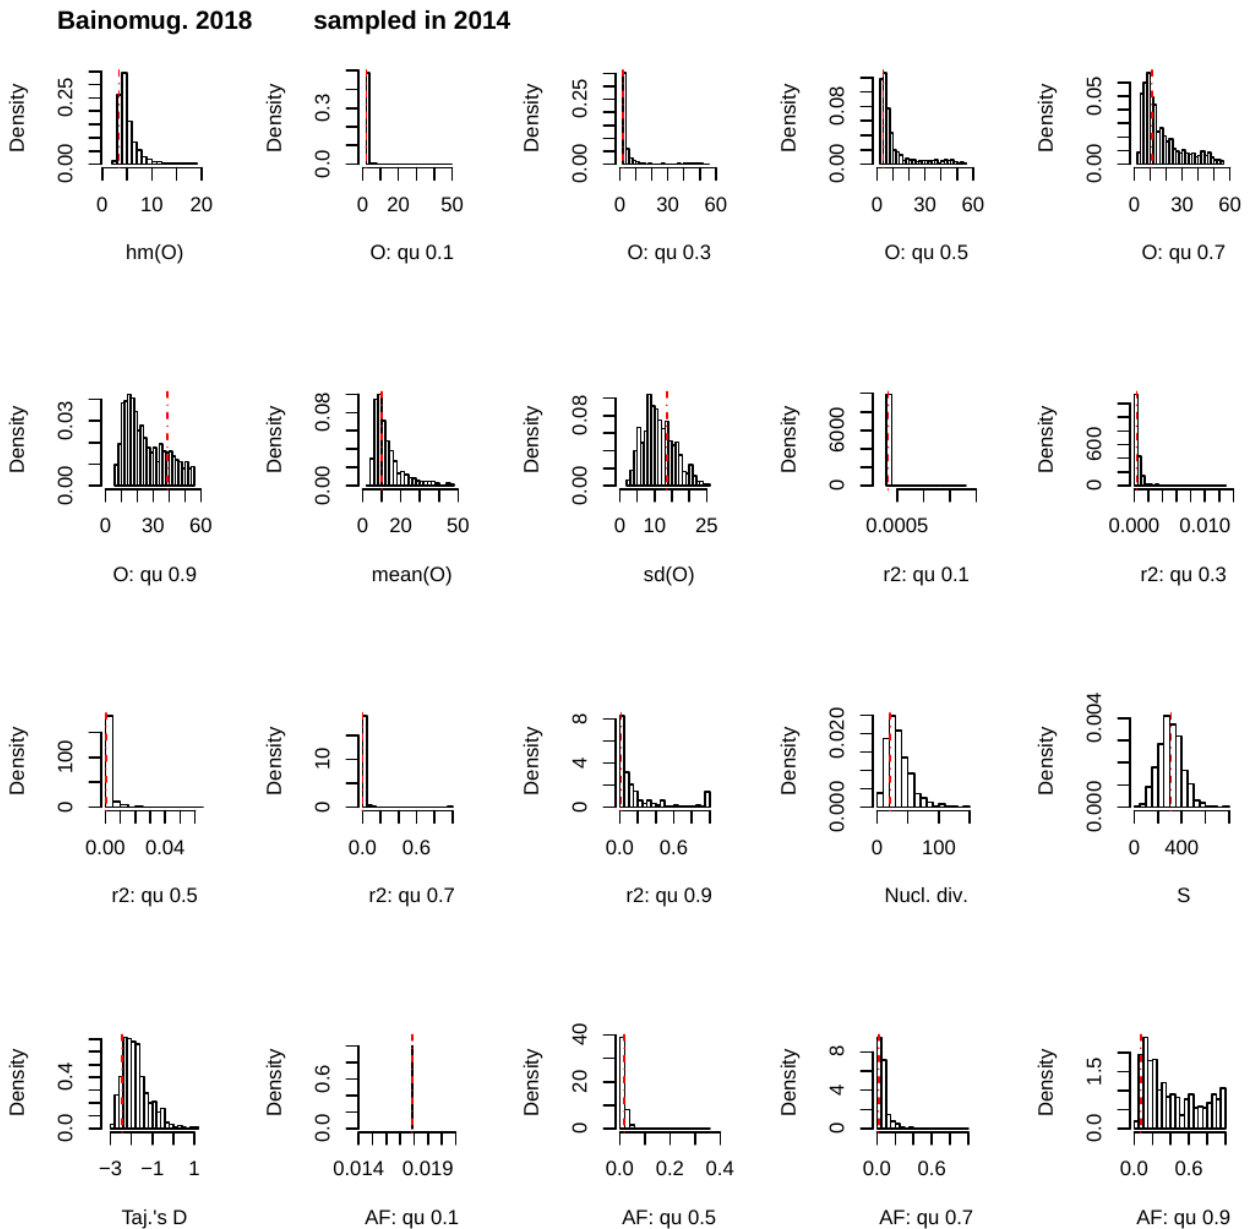 Bainomug. 2018 sampled in 2014
Density 0.00 0.25 0 10 20 hm(O)
Density 0.0 0.3 0 20 50 O: qu 0.1
Density 0.00 0.25 0 30 60 O: qu 0.3
Density 0.00 0.08 0 30 60 O: qu 0.5
Density 0.00 0.05 0 30 60 O: qu 0.7
Density 0.00 0.03 0 30 60 O: qu 0.9
Density 0.00 0.08 0 20 50 mean(O)
Density 0.00 0.08 0 10 25 sd(O)
Density 0 6000 0.0005 r2: qu 0.1
Density 0 600 0.000 0.010 r2: qu 0.3
Density 0 100 0.00 0.04 r2: qu 0.5
Density 0 10 0.0 0.6 r2: qu 0.7
Density 0 4 8 0.0 0.6 r2: qu 0.9
Density 0.000 0.020 0 100 Nucl. div.
Density 0.000 0.004 0 400 S
Density 0.0 0.4 −3 −1 1 Taj.'s D
Density 0.0 0.6 0.014 0.019 AF: qu 0.1
Density 0 20 40 0.0 0.2 0.4 AF: qu 0.5
Density 0 4 8 0.0 0.6 AF: qu 0.7
Density 0.0 1.5 0.0 0.6 AF: qu 0.9